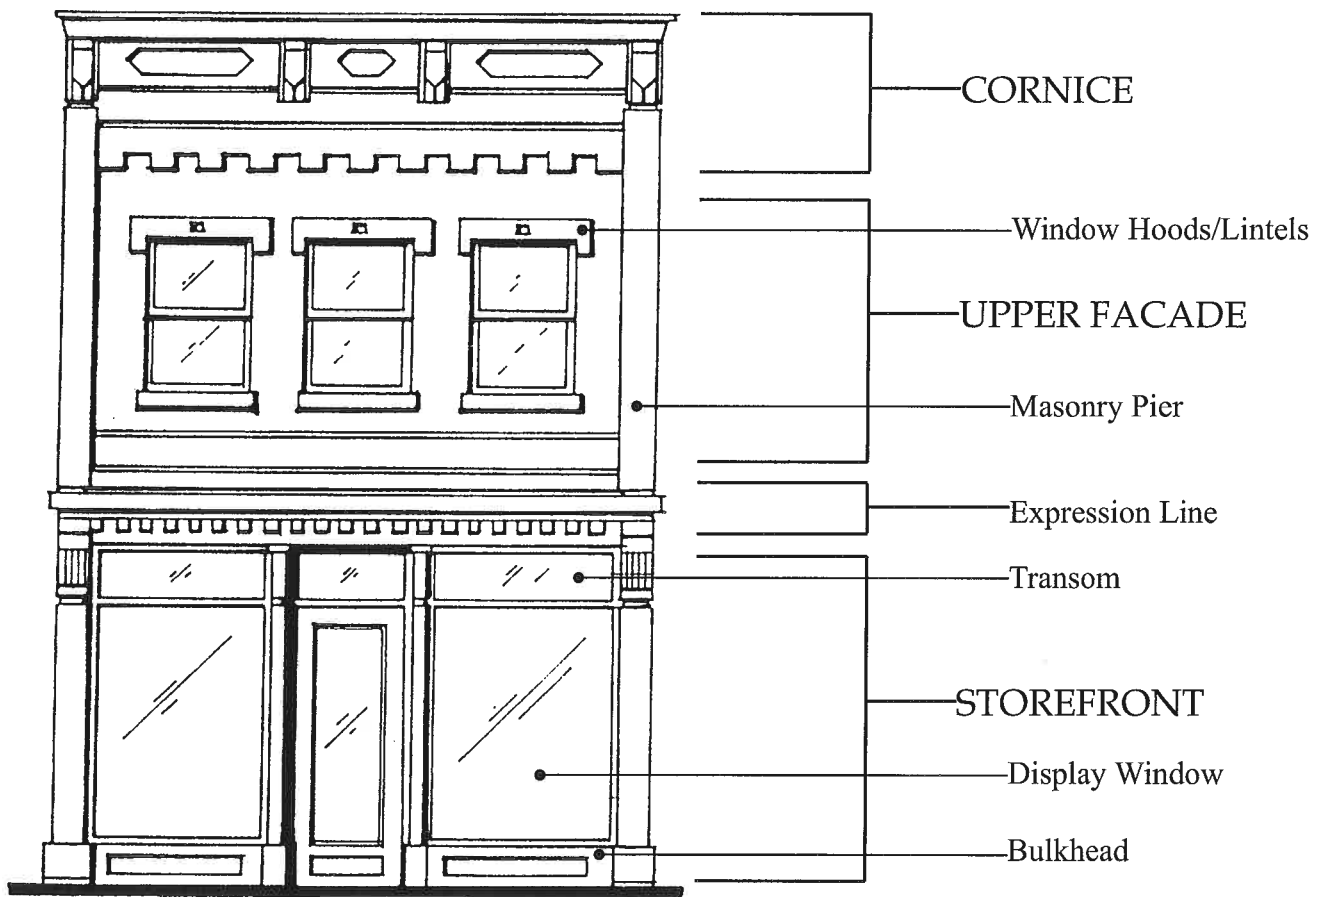 CORNICE
Window Hoods/Lintels
UPPER FACADE
Masonry Pier
Expression Line
Transom
STOREFRONT
Display Window
Bulkhead